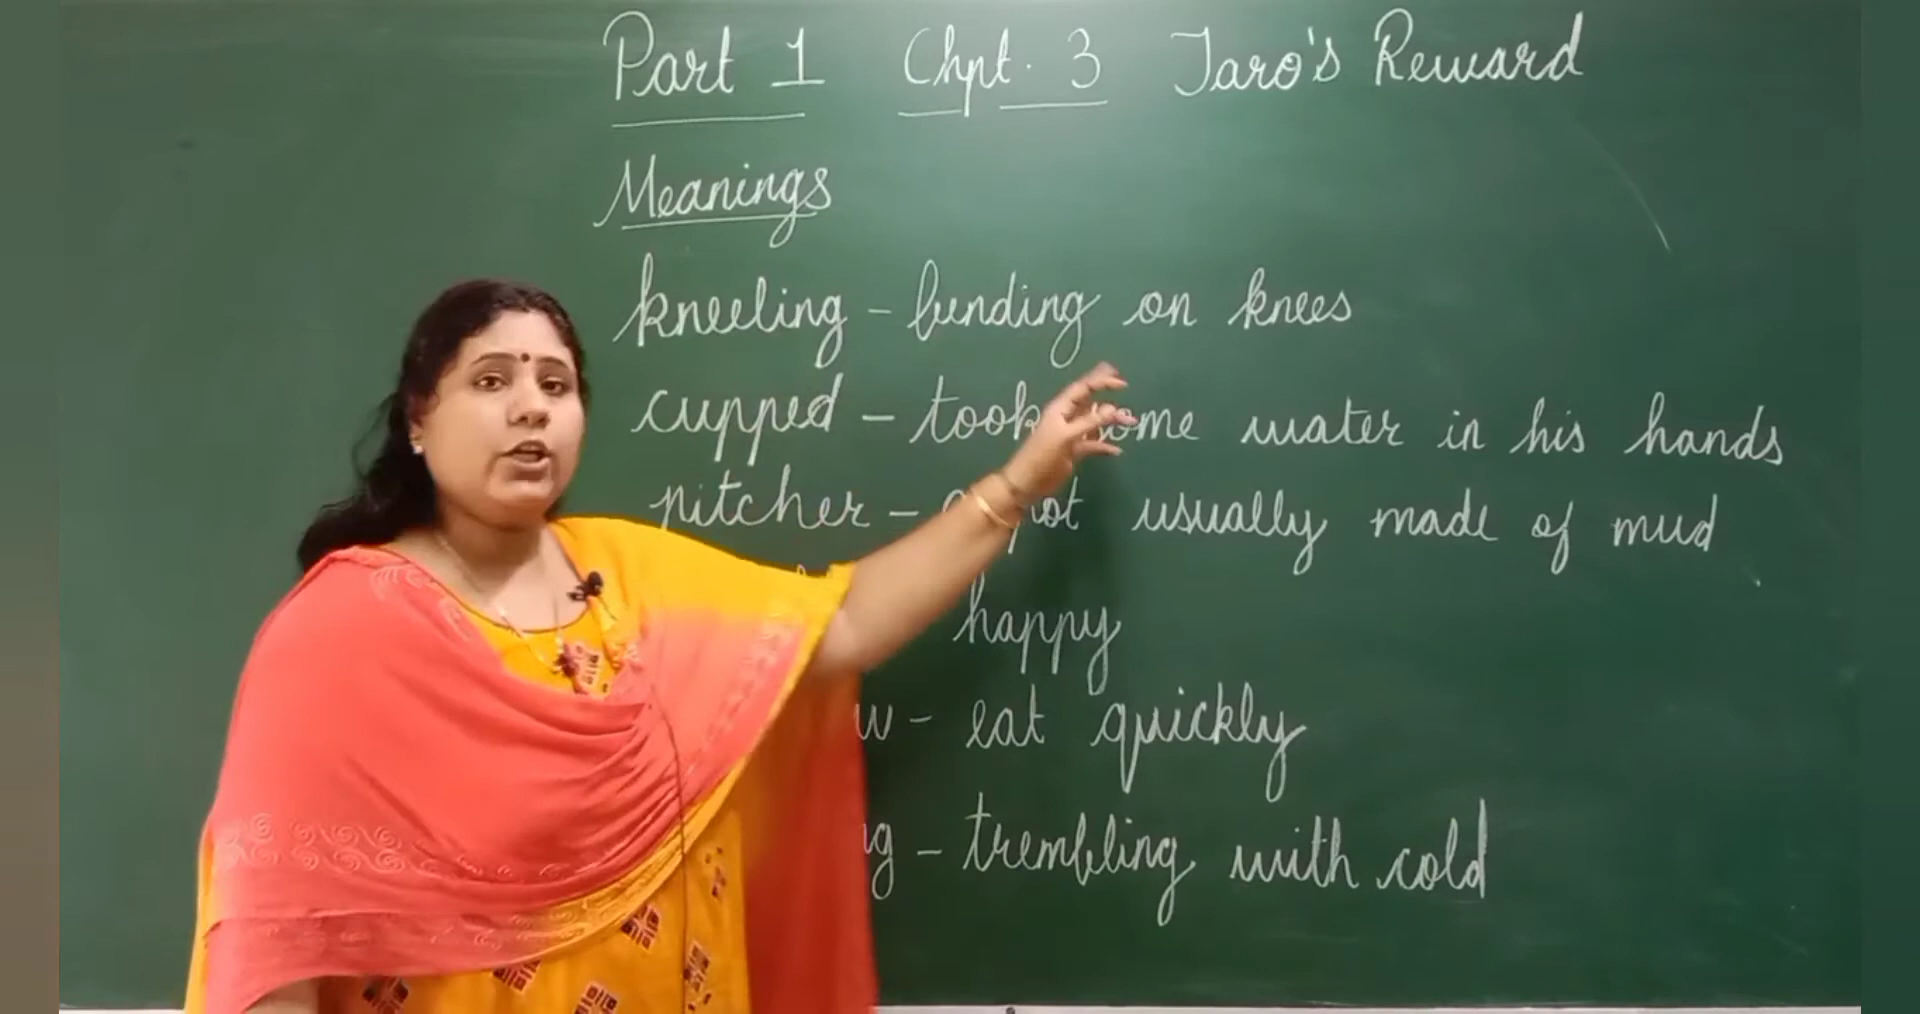 Part 1 Chpt. 3 Taro's Reward
Meanings
kneeling - bending on knees
cupped - took some water in his hands
pitcher - pot usually made of mud
happy
- eat quickly
- trembling with cold